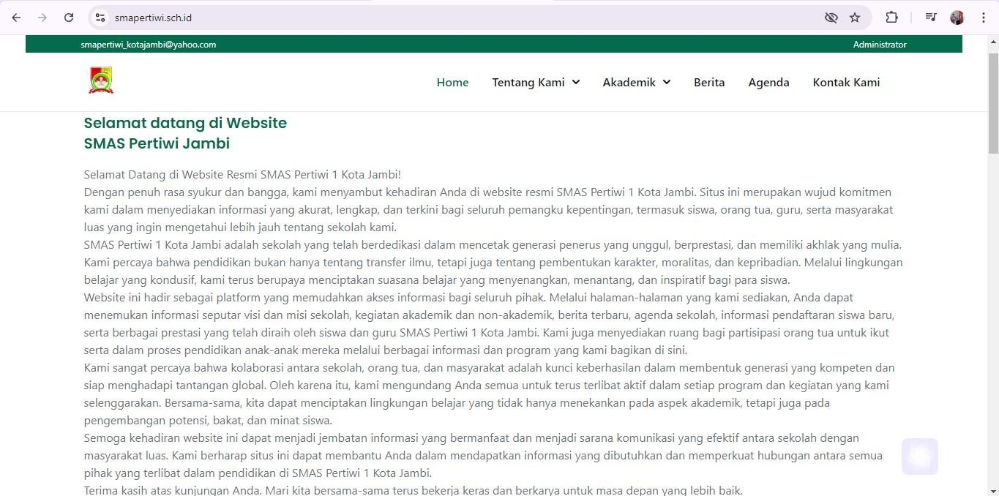 smapertiwi.sch.id
smapertiwi_kotajambi@yahoo.com
Administrator
Home
Tentang Kami
Akademik
Berita
Agenda
Kontak Kami
Selamat datang di Website
SMAS Pertiwi Jambi
Selamat Datang di Website Resmi SMAS Pertiwi 1 Kota Jambi!
Dengan penuh rasa syukur dan bangga, kami menyambut kehadiran Anda di website resmi SMAS Pertiwi 1 Kota Jambi. Situs ini merupakan wujud komitmen
kami dalam menyediakan informasi yang akurat, lengkap, dan terkini bagi seluruh pemangku kepentingan, termasuk siswa, orang tua, guru, serta masyarakat
luas yang ingin mengetahui lebih jauh tentang sekolah kami.
SMAS Pertiwi 1 Kota Jambi adalah sekolah yang telah berdedikasi dalam mencetak generasi penerus yang unggul, berprestasi, dan memiliki akhlak yang mulia.
Kami percaya bahwa pendidikan bukan hanya tentang transfer ilmu, tetapi juga tentang pembentukan karakter, moralitas, dan kepribadian. Melalui lingkungan
belajar yang kondusif, kami terus berupaya menciptakan suasana belajar yang menyenangkan, menantang, dan inspiratif bagi para siswa.
Website ini hadir sebagai platform yang memudahkan akses informasi bagi seluruh pihak. Melalui halaman-halaman yang kami sediakan, Anda dapat
menemukan informasi seputar visi dan misi sekolah, kegiatan akademik dan non-akademik, berita terbaru, agenda sekolah, informasi pendaftaran siswa baru,
serta berbagai prestasi yang telah diraih oleh siswa dan guru SMAS Pertiwi 1 Kota Jambi. Kami juga menyediakan ruang bagi partisipasi orang tua untuk ikut
serta dalam proses pendidikan anak-anak mereka melalui berbagai informasi dan program yang kami bagikan di sini.
Kami sangat percaya bahwa kolaborasi antara sekolah, orang tua, dan masyarakat adalah kunci keberhasilan dalam membentuk generasi yang kompeten dan
siap menghadapi tantangan global. Oleh karena itu, kami mengundang Anda semua untuk terus terlibat aktif dalam setiap program dan kegiatan yang kami
selenggarakan. Bersama-sama, kita dapat menciptakan lingkungan belajar yang tidak hanya menekankan pada aspek akademik, tetapi juga pada
pengembangan potensi, bakat, dan minat siswa.
Semoga kehadiran website ini dapat menjadi jembatan informasi yang bermanfaat dan menjadi sarana komunikasi yang efektif antara sekolah dengan
masyarakat luas. Kami berharap situs ini dapat membantu Anda dalam mendapatkan informasi yang dibutuhkan dan memperkuat hubungan antara semua
pihak yang terlibat dalam pendidikan di SMAS Pertiwi 1 Kota Jambi.
Terima kasih atas kunjungan Anda. Mari kita bersama-sama terus bekerja keras dan berkarya untuk masa depan yang lebih baik.